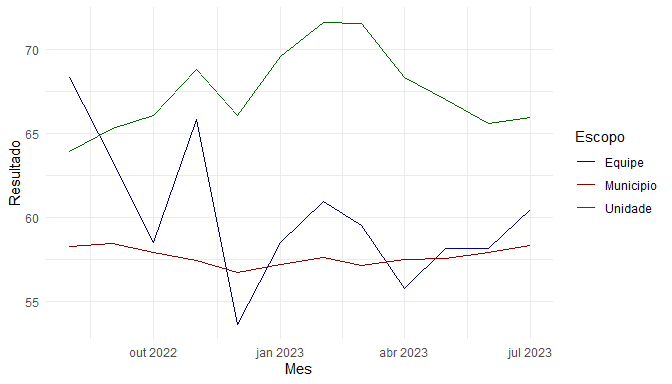 70
65
60
55
Resultado
out 2022
jan 2023
abr 2023
jul 2023
Mes
Escopo
Equipe
Municipio
Unidade